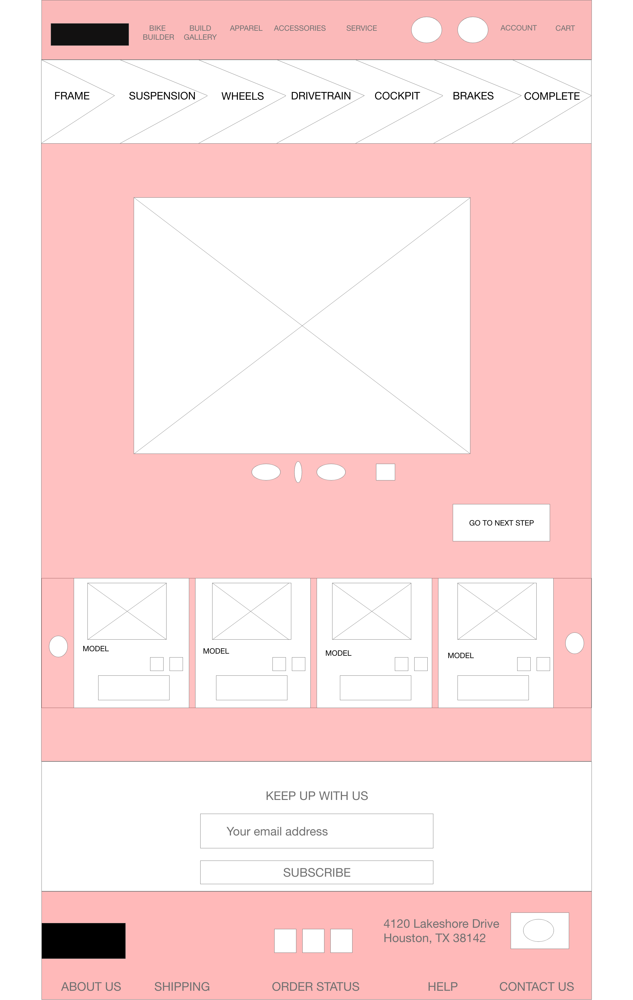 BIKE
BUILDER
BUILD
GALLERY
APPAREL
ACCESSORIES
SERVICE
ACCOUNT
CART
FRAME
SUSPENSION
WHEELS
DRIVETRAIN
COCKPIT
BRAKES
COMPLETE
GO TO NEXT STEP
MODEL
MODEL
MODEL
MODEL
KEEP UP WITH US
Your email address
SUBSCRIBE
4120 Lakeshore Drive
Houston, TX 38142
ABOUT US
SHIPPING
ORDER STATUS
HELP
CONTACT US